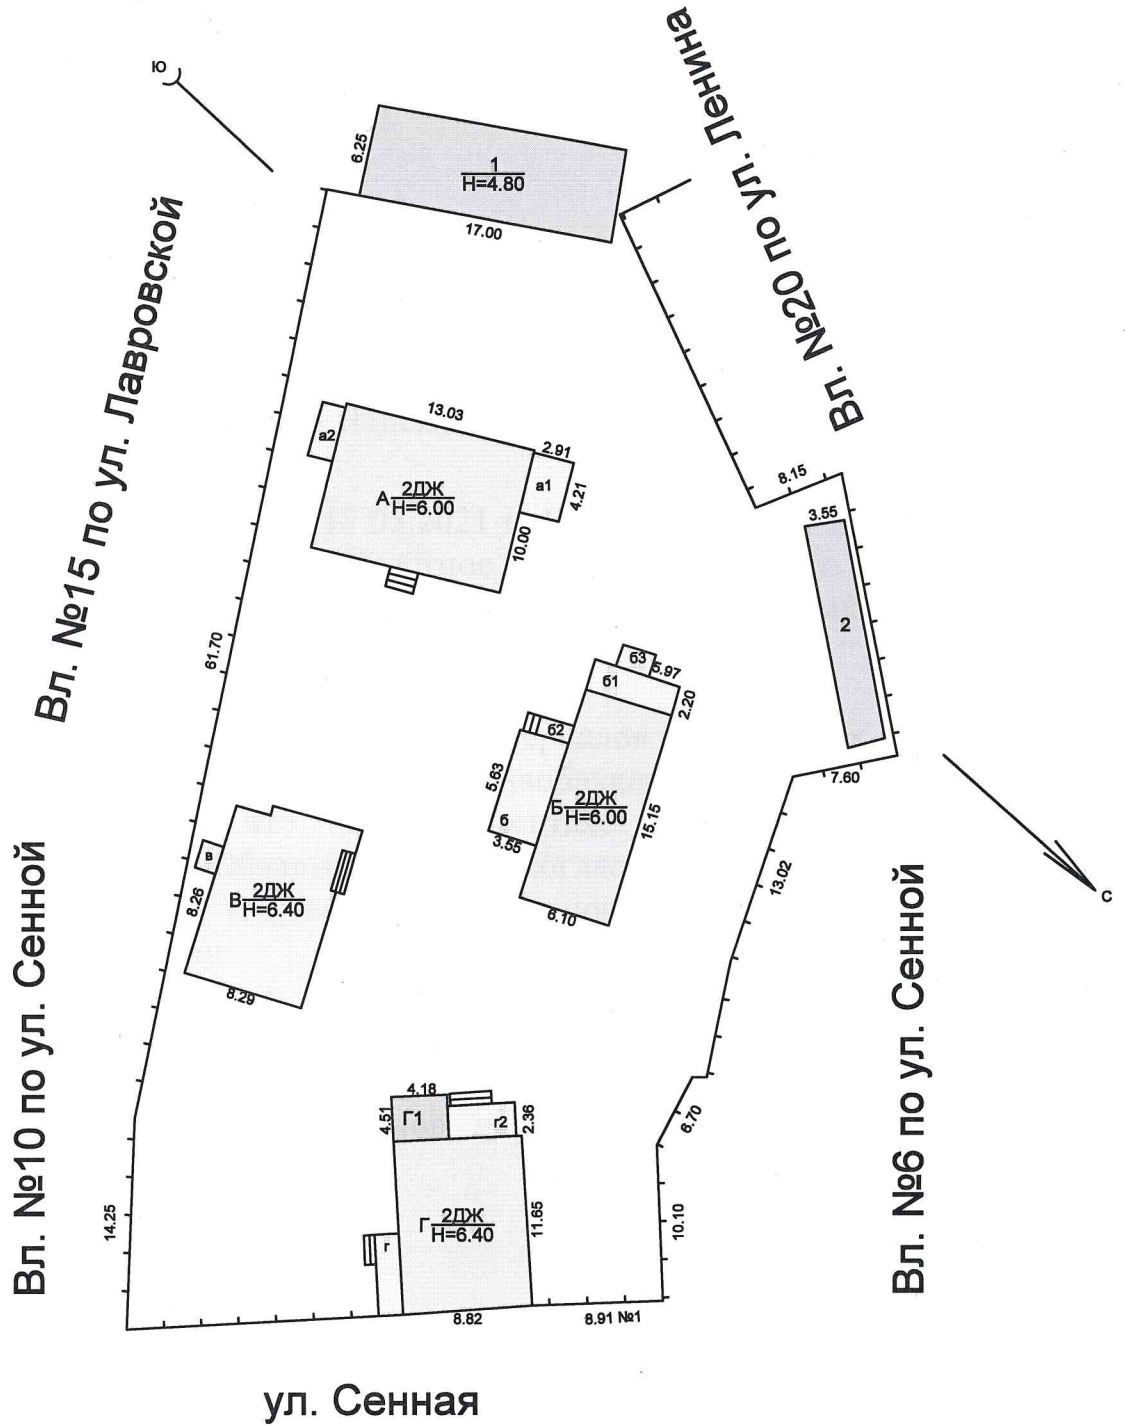 Ю
Вл. №20 по ул. Ленина
6.25
1
H=4.80
17.00
Вл. №15 по ул. Лавровской
13.03
а2
2.91
а1
4.21
А 2ДЖ
H=6.00
10.00
8.15
3.55
2
61.70
б3
5.97
б1
2.20
б2
5.63
Б 2ДЖ
H=6.00
б
3.55
15.15
6.10
7.60
13.02
С
в
8.26
В 2ДЖ
H=6.40
8.29
Вл. №10 по ул. Сенной
Вл. №6 по ул. Сенной
4.18
4.51
Г1
г2
2.36
6.70
14.25
Г 2ДЖ
H=6.40
11.65
10.10
г
8.82
8.91 №1
ул. Сенная